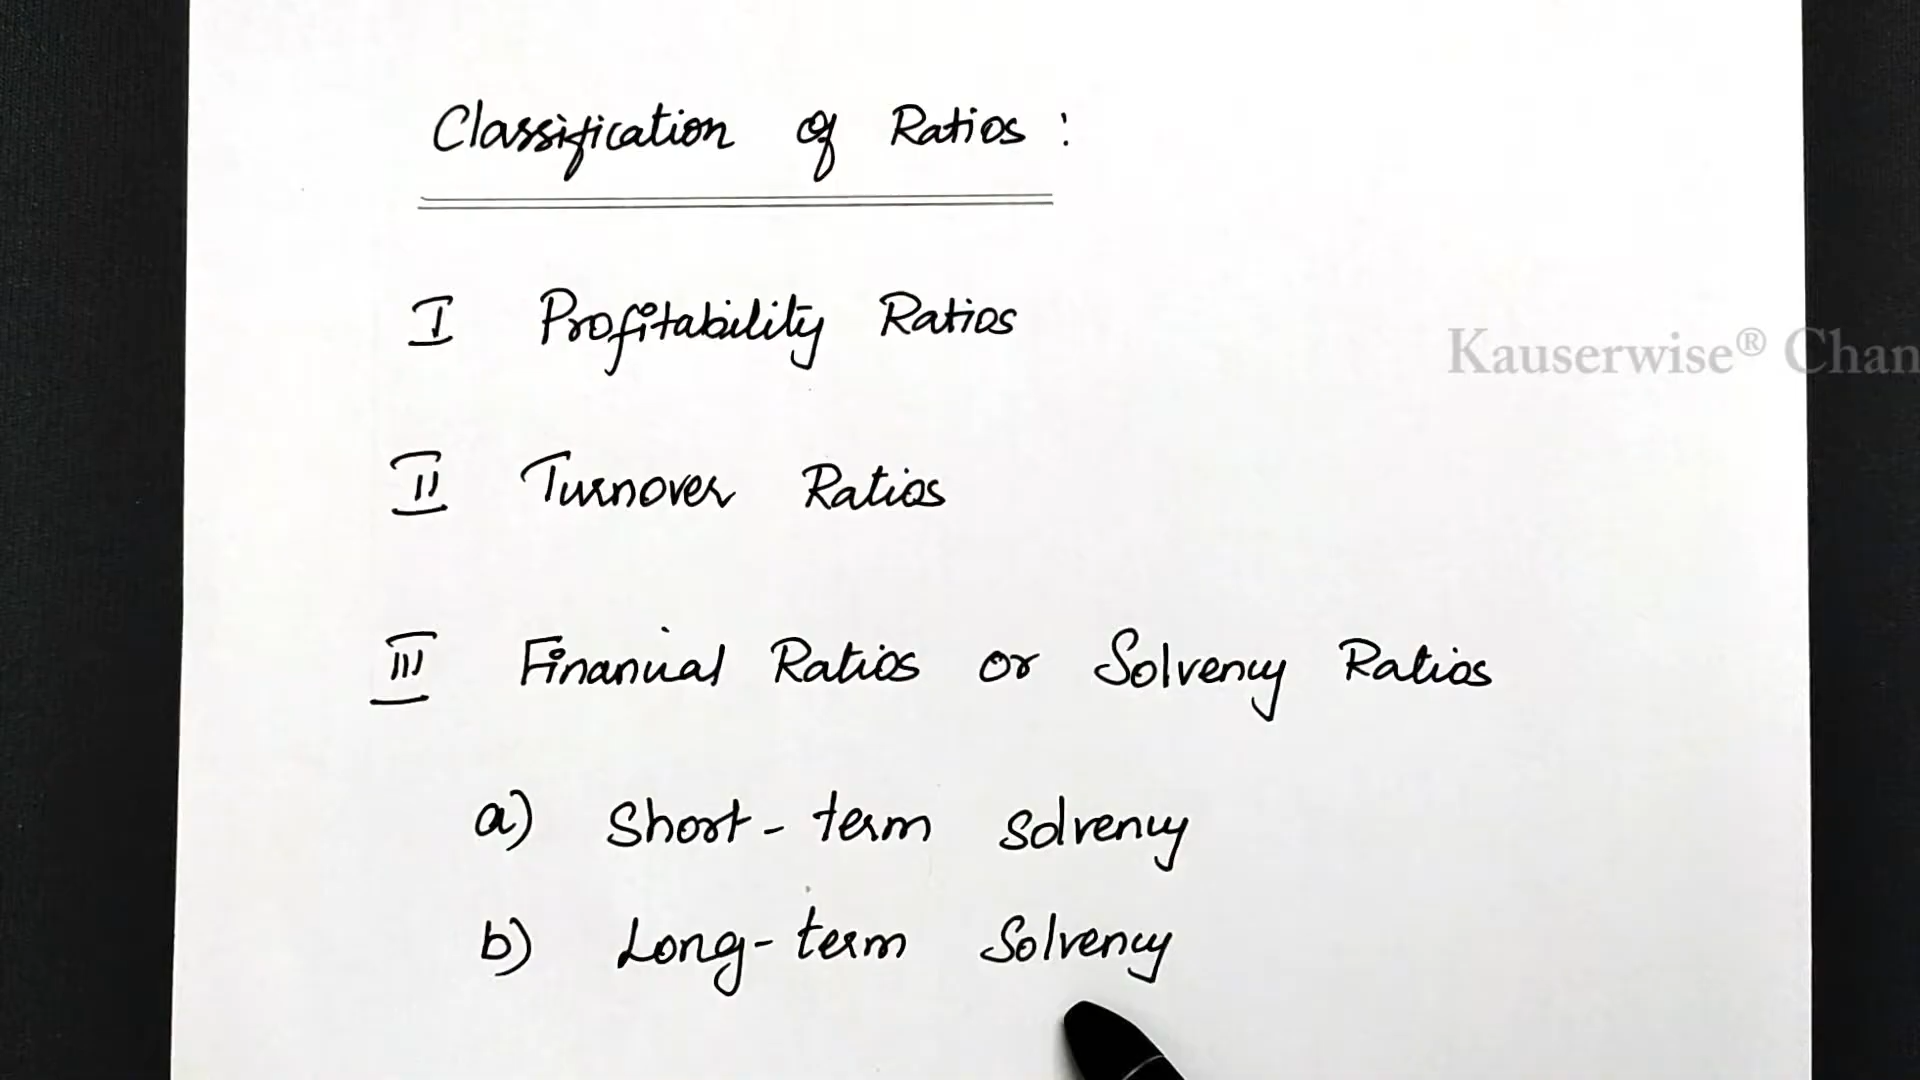 Classification of Ratios :
I Profitability Ratios
Kauserwise® Chan
II Turnover Ratios
III Financial Ratios or Solvency Ratios
a) Short-term Solvency
b) Long-term Solvency